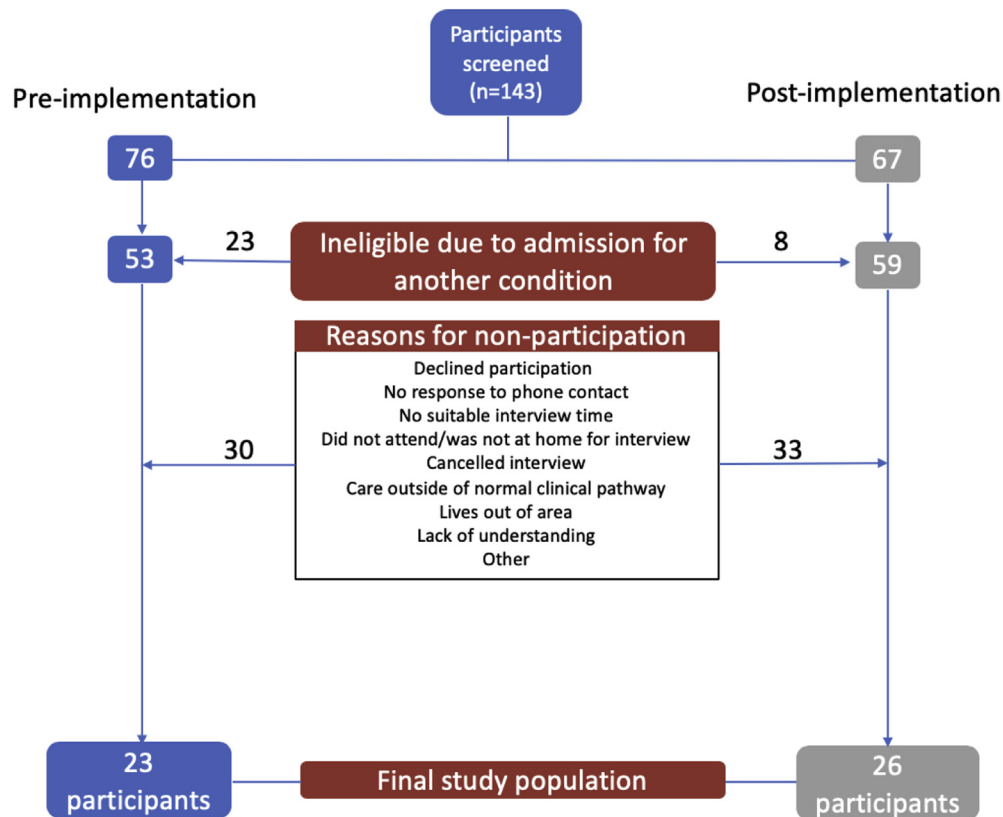 Participants
screened
(n=143)
Pre-implementation
Post-implementation
76
67
23
Ineligible due to admission for
another condition
8
53
59
Reasons for non-participation
Declined participation
No response to phone contact
No suitable interview time
Did not attend/was not at home for interview
Cancelled interview
Care outside of normal clinical pathway
Lives out of area
Lack of understanding
Other
30
33
23
participants
Final study population
26
participants